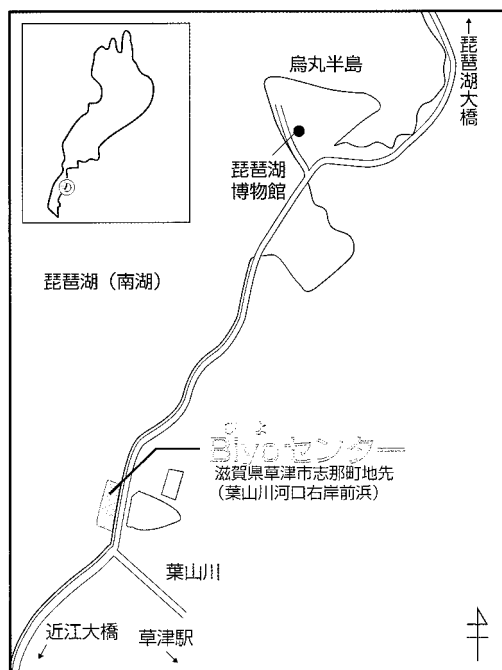 烏丸半島
琵琶湖大橋
琵琶湖
博物館
琵琶湖（南湖）
びよ
Biyoセンター
滋賀県草津市志那町地先
（葉山川河口右岸前浜）
葉山川
近江大橋
草津駅